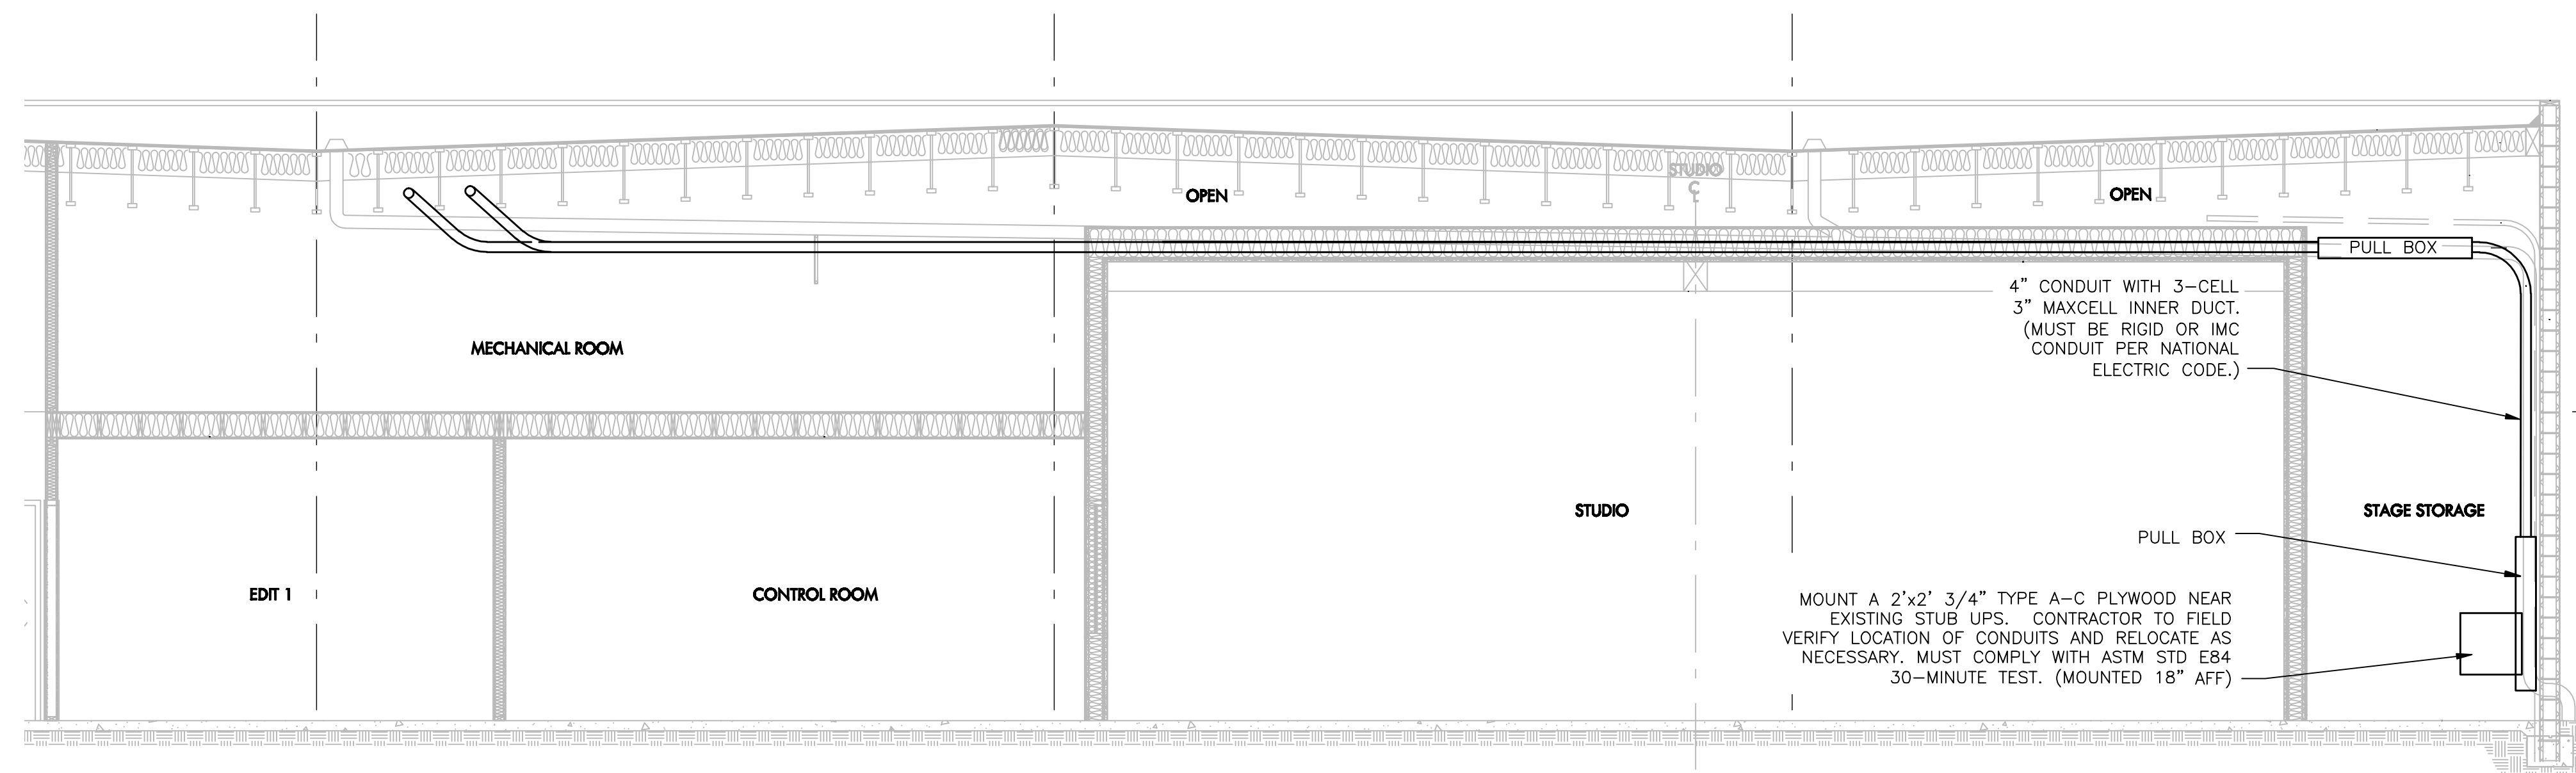 STUDIO
CL
OPEN
OPEN
PULL BOX
4" CONDUIT WITH 3-CELL
3" MAXCELL INNER DUCT.
(MUST BE RIGID OR IMC
CONDUIT PER NATIONAL
ELECTRIC CODE.)
MECHANICAL ROOM
STUDIO
STAGE STORAGE
PULL BOX
EDIT 1
CONTROL ROOM
MOUNT A 2'x2' 3/4" TYPE A-C PLYWOOD NEAR
EXISTING STUB UPS. CONTRACTOR TO FIELD
VERIFY LOCATION OF CONDUITS AND RELOCATE AS
NECESSARY. MUST COMPLY WITH ASTM STD E84
30-MINUTE TEST. (MOUNTED 18" AFF)